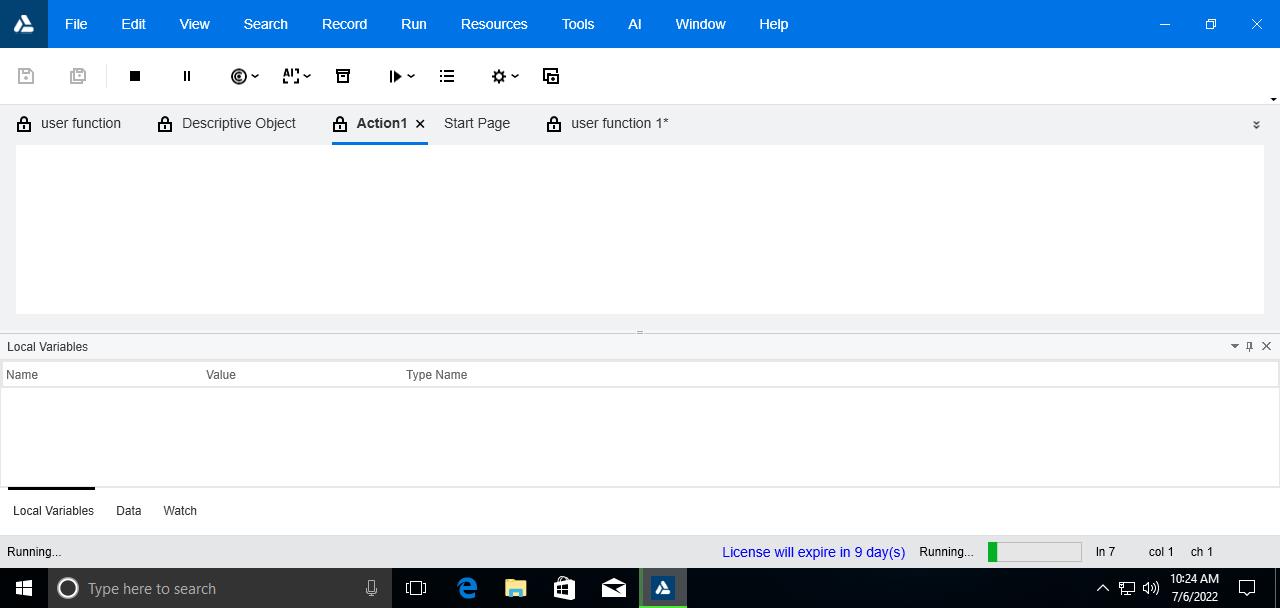 File Edit View Search Record Run Resources Tools AI Window Help
AI
user function Descriptive Object Action1 Start Page user function 1*
Local Variables
Name Value Type Name
Local Variables Data Watch
Running... License will expire in 9 day(s) Running... ln 7 col 1 ch 1
Type here to search
10:24 AM
7/6/2022